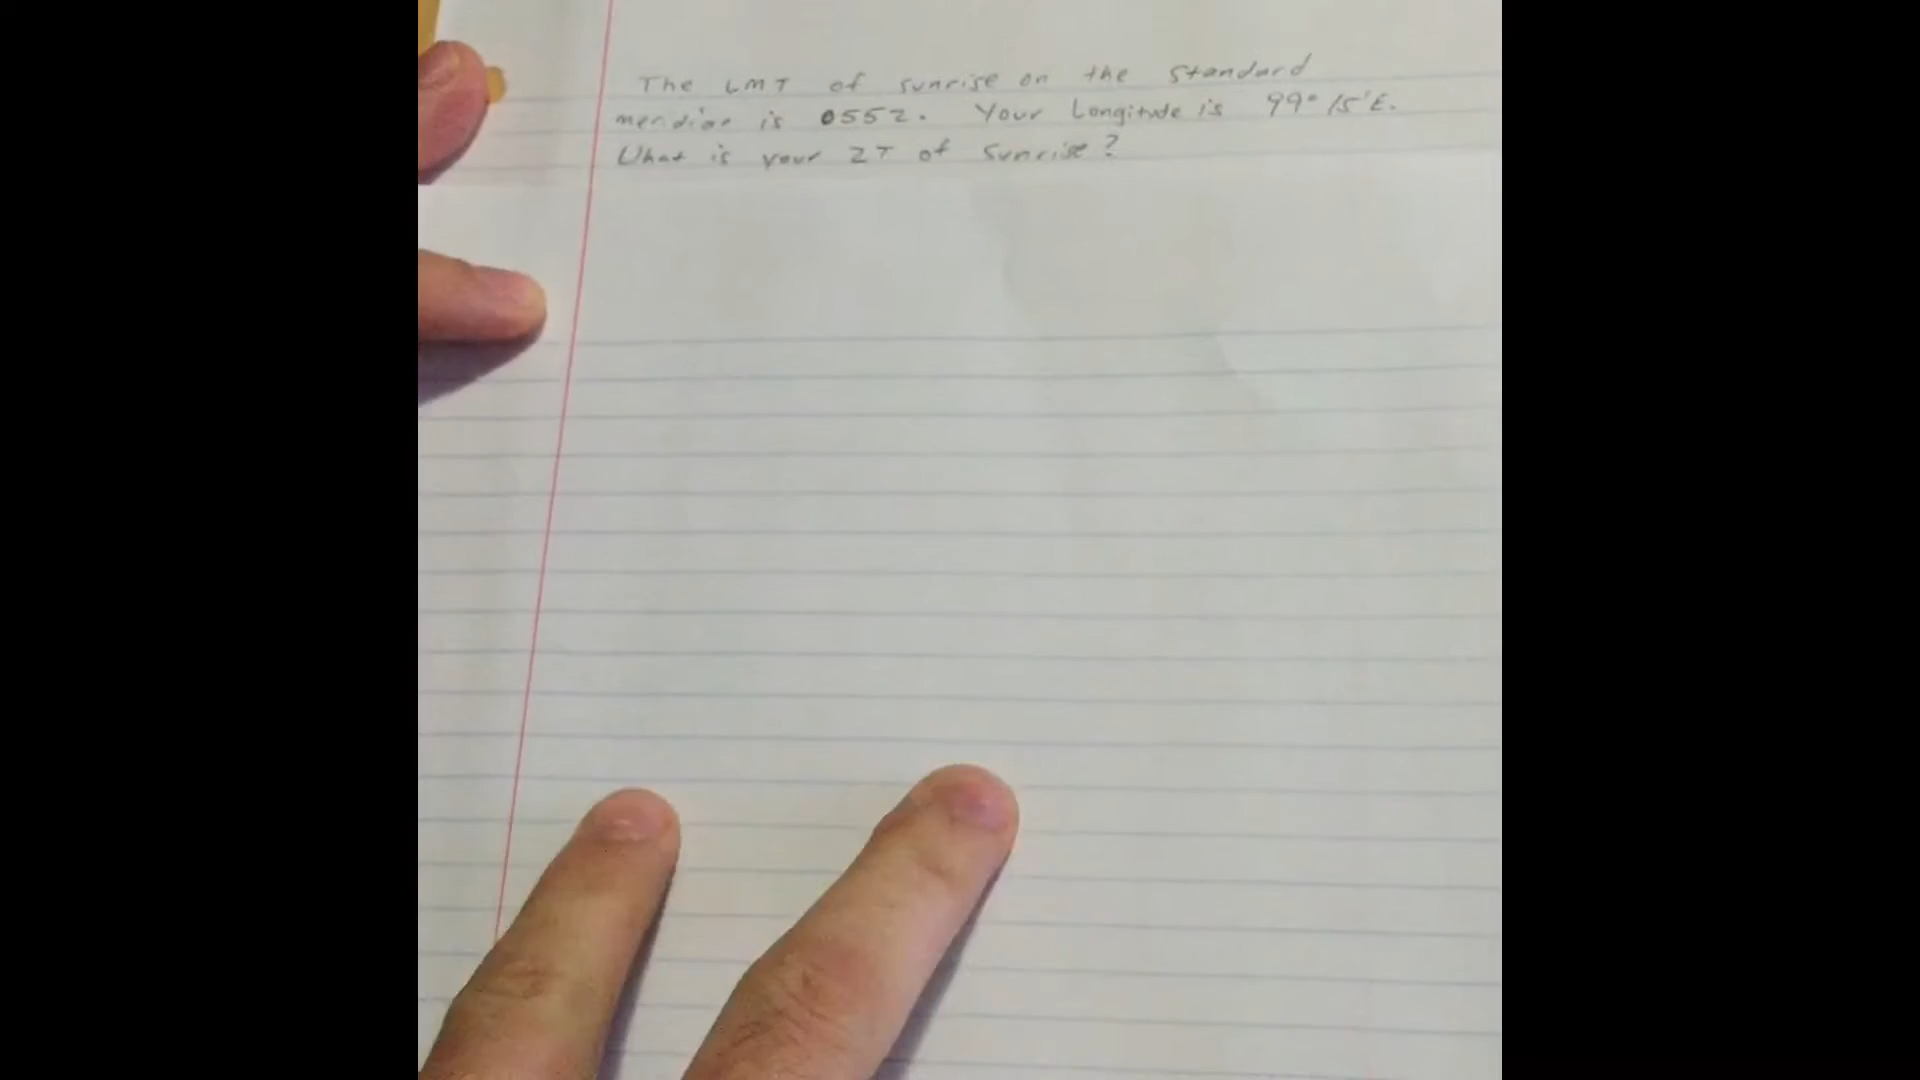 The LMT of sunrise on the standard
meridian is 0552. Your Longitude is 99° 15'E.
What is your ZT of sunrise?